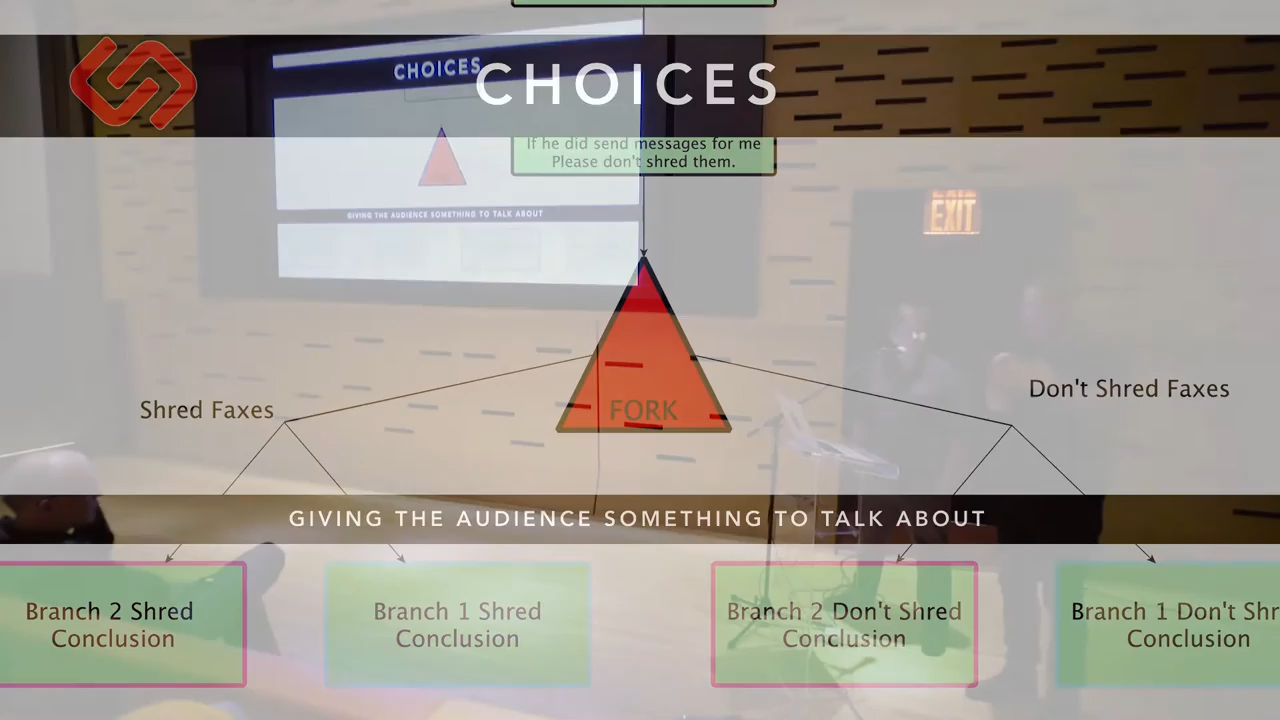 CHOICES
CHOICES
If he did send messages for me
Please don't shred them.
GIVING THE AUDIENCE SOMETHING TO TALK ABOUT
EXIT
FORK
Shred Faxes
Don't Shred Faxes
GIVING THE AUDIENCE SOMETHING TO TALK ABOUT
Branch 2 Shred
Conclusion
Branch 1 Shred
Conclusion
Branch 2 Don't Shred
Conclusion
Branch 1 Don't Shr
Conclusion